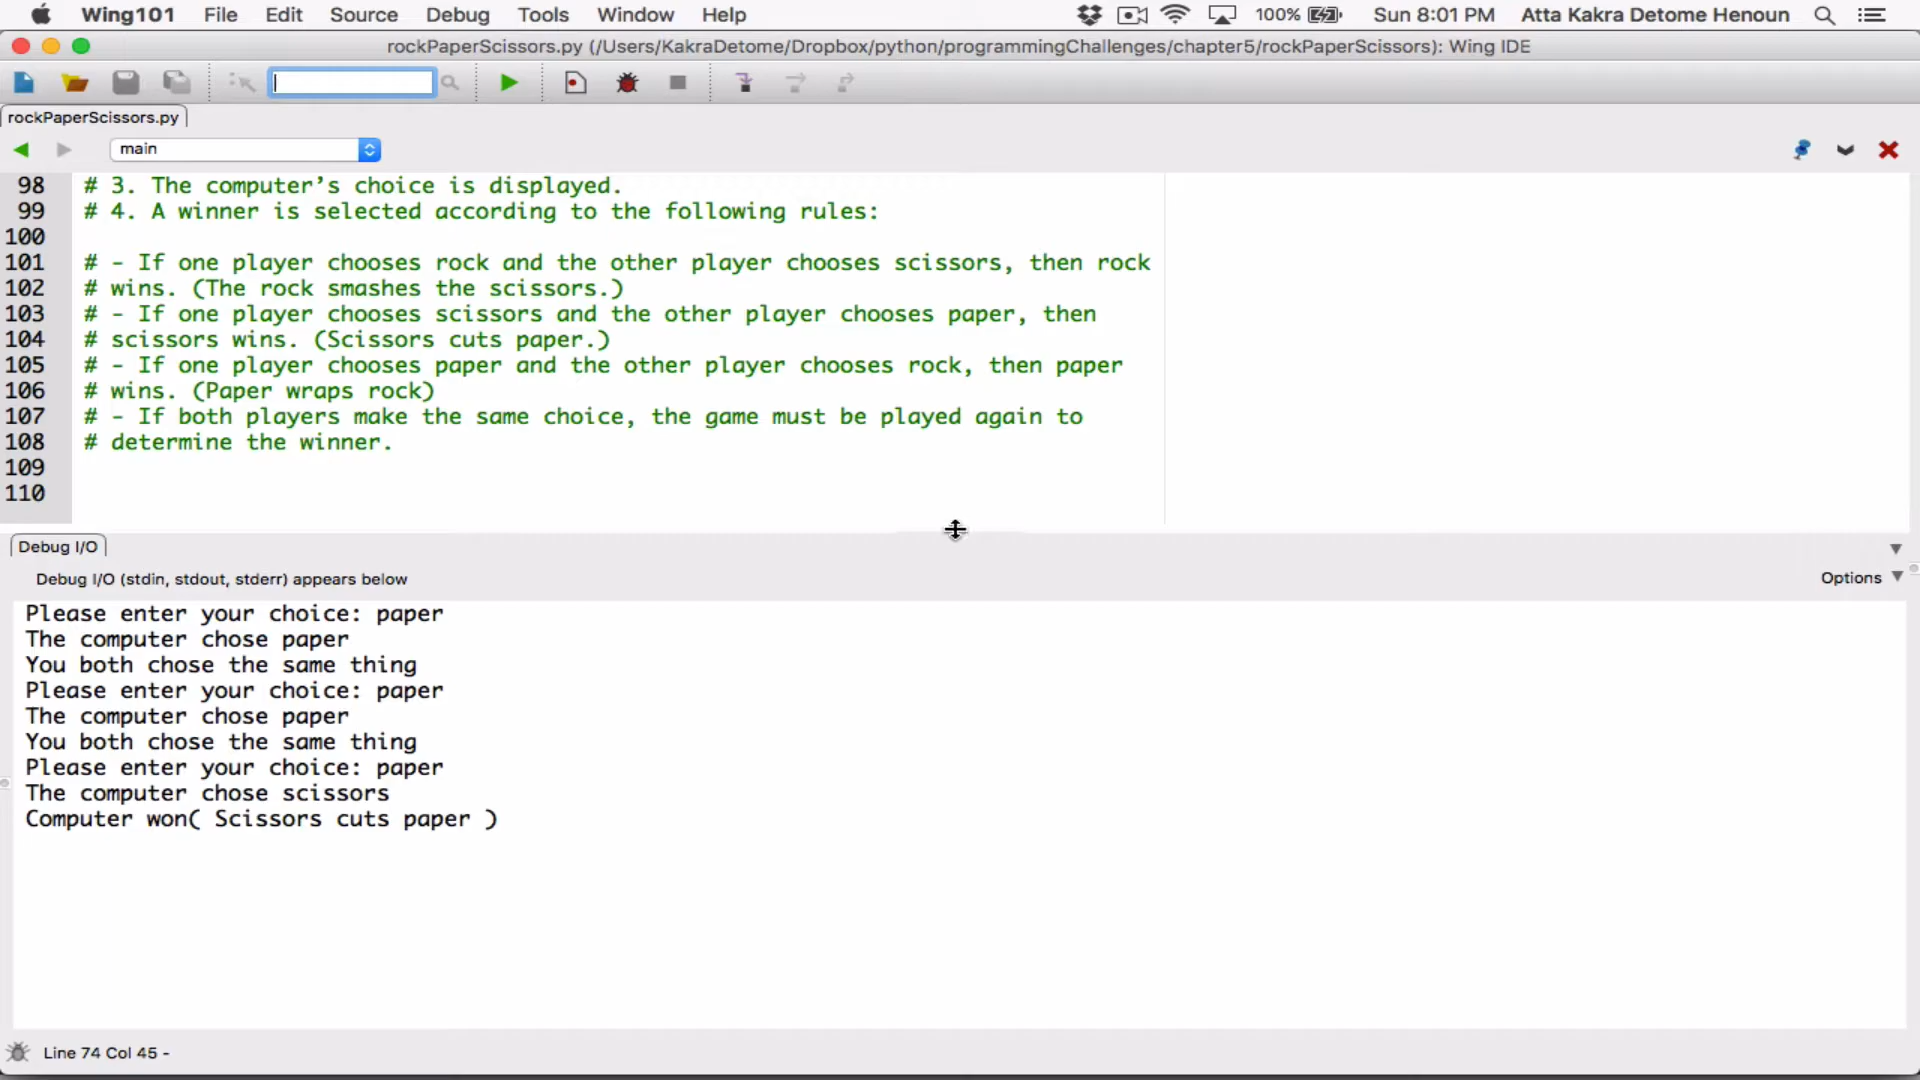 Wing101 File Edit Source Debug Tools Window Help 100% Sun 8:01 PM Atta Kakra Detome Henoun
rockPaperScissors.py (/Users/KakraDetome/Dropbox/python/programmingChallenges/chapter5/rockPaperScissors): Wing IDE
rockPaperScissors.py
main
98 # 3. The computer’s choice is displayed.
99 # 4. A winner is selected according to the following rules:
100
101 # - If one player chooses rock and the other player chooses scissors, then rock
102 # wins. (The rock smashes the scissors.)
103 # - If one player chooses scissors and the other player chooses paper, then
104 # scissors wins. (Scissors cuts paper.)
105 # - If one player chooses paper and the other player chooses rock, then paper
106 # wins. (Paper wraps rock)
107 # - If both players make the same choice, the game must be played again to
108 # determine the winner.
109
110
Debug I/O
Debug I/O (stdin, stdout, stderr) appears below Options
Please enter your choice: paper
The computer chose paper
You both chose the same thing
Please enter your choice: paper
The computer chose paper
You both chose the same thing
Please enter your choice: paper
The computer chose scissors
Computer won( Scissors cuts paper )
Line 74 Col 45 -